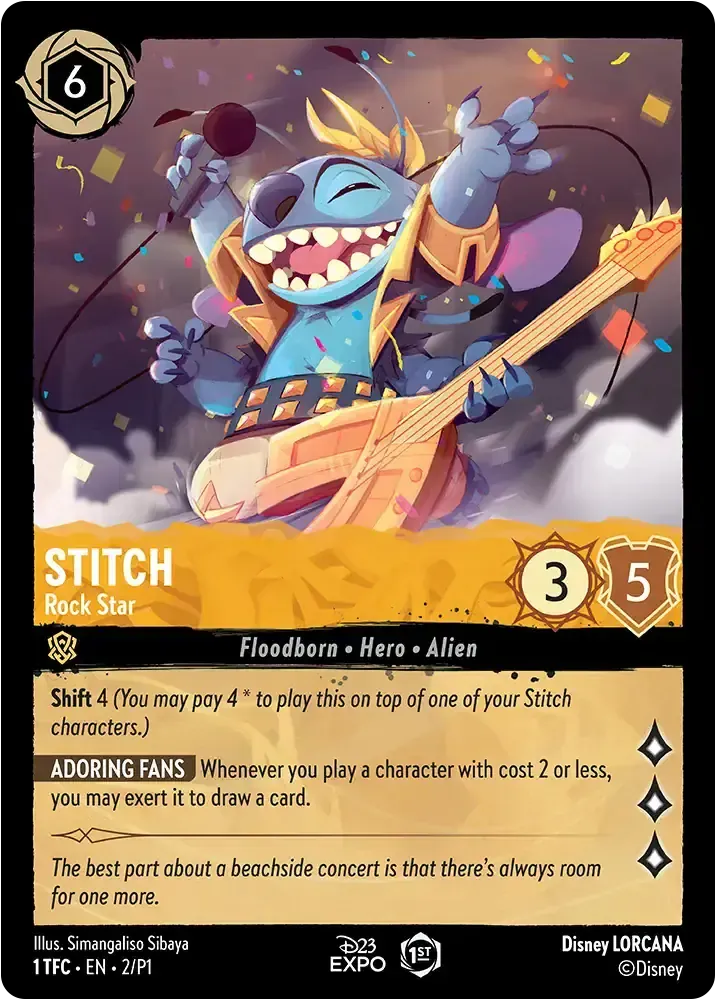 6
STITCH
Rock Star
3
5
Floodborn • Hero • Alien
Shift 4 (You may pay 4 * to play this on top of one of your Stitch
characters.)
ADORING FANS Whenever you play a character with cost 2 or less,
you may exert it to draw a card.
The best part about a beachside concert is that there's always room
for one more.
Illus. Simangaliso Sibaya
1 TFC • EN • 2/P1
D23
EXPO
1ST
Disney LORCANA
©Disney